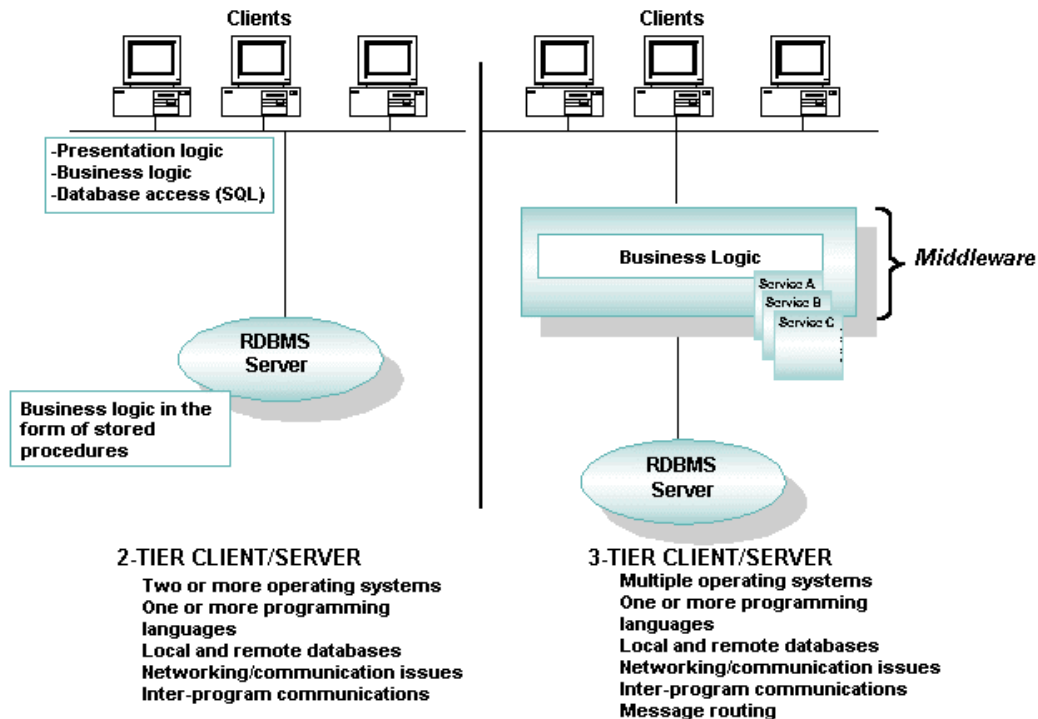 Clients
-Presentation logic
-Business logic
-Database access (SQL)
RDBMS
Server
Business logic in the
form of stored
procedures
2-TIER CLIENT/SERVER
Two or more operating systems
One or more programming
languages
Local and remote databases
Networking/communication issues
Inter-program communications
Clients
Business Logic
Service A
Service B
Service C
Middleware
RDBMS
Server
3-TIER CLIENT/SERVER
Multiple operating systems
One or more programming
languages
Local and remote databases
Networking/communication issues
Inter-program communications
Message routing